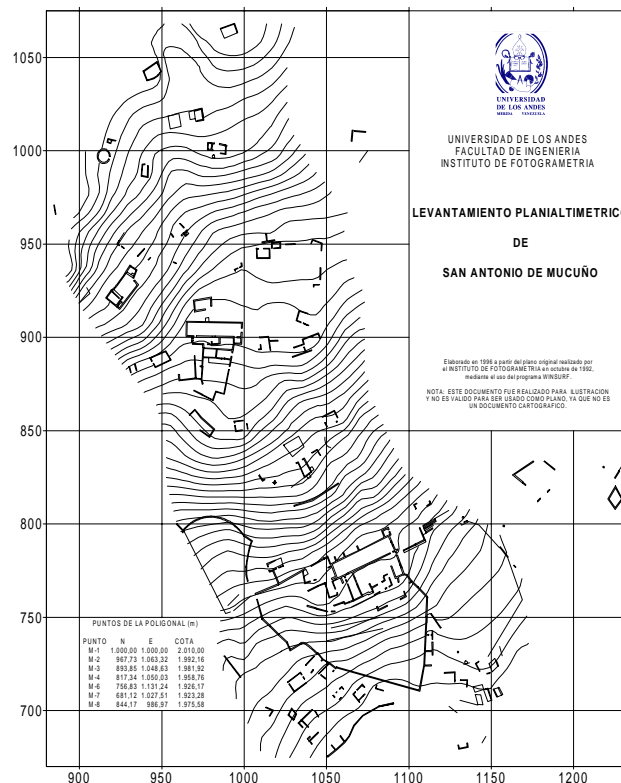 1050
1000
950
900
850
800
750
700
900
950
1000
1050
1100
1150
1200
UNIVERSIDAD
DE LOS ANDES
MERIDA VENEZUELA
UNIVERSIDAD DE LOS ANDES
FACULTAD DE INGENIERIA
INSTITUTO DE FOTOGRAMETRIA
LEVANTAMIENTO PLANIALTIMETRICO
DE
SAN ANTONIO DE MUCUÑO
Elaborado en 1996 a partir del plano original realizado por
el INSTITUTO DE FOTOGRAMETRIA en octubre de 1992,
mediante el uso del programa WINSURF.
NOTA: ESTE DOCUMENTO FUE REALIZADO PARA ILUSTRACION
Y NO ES VALIDO PARA SER USADO COMO PLANO, YA QUE NO ES
UN DOCUMENTO CARTOGRAFICO.
PUNTOS DE LA POLIGONAL (m)
PUNTO N E COTA
M-1 1.000,00 1.000,00 2.010,00
M-2 967,73 1.063,32 1.992,16
M-3 893,85 1.048,63 1.981,92
M-4 817,34 1.050,03 1.958,76
M-6 756,83 1.131,24 1.926,17
M-7 681,12 1.027,51 1.923,28
M-8 844,17 986,97 1.975,58